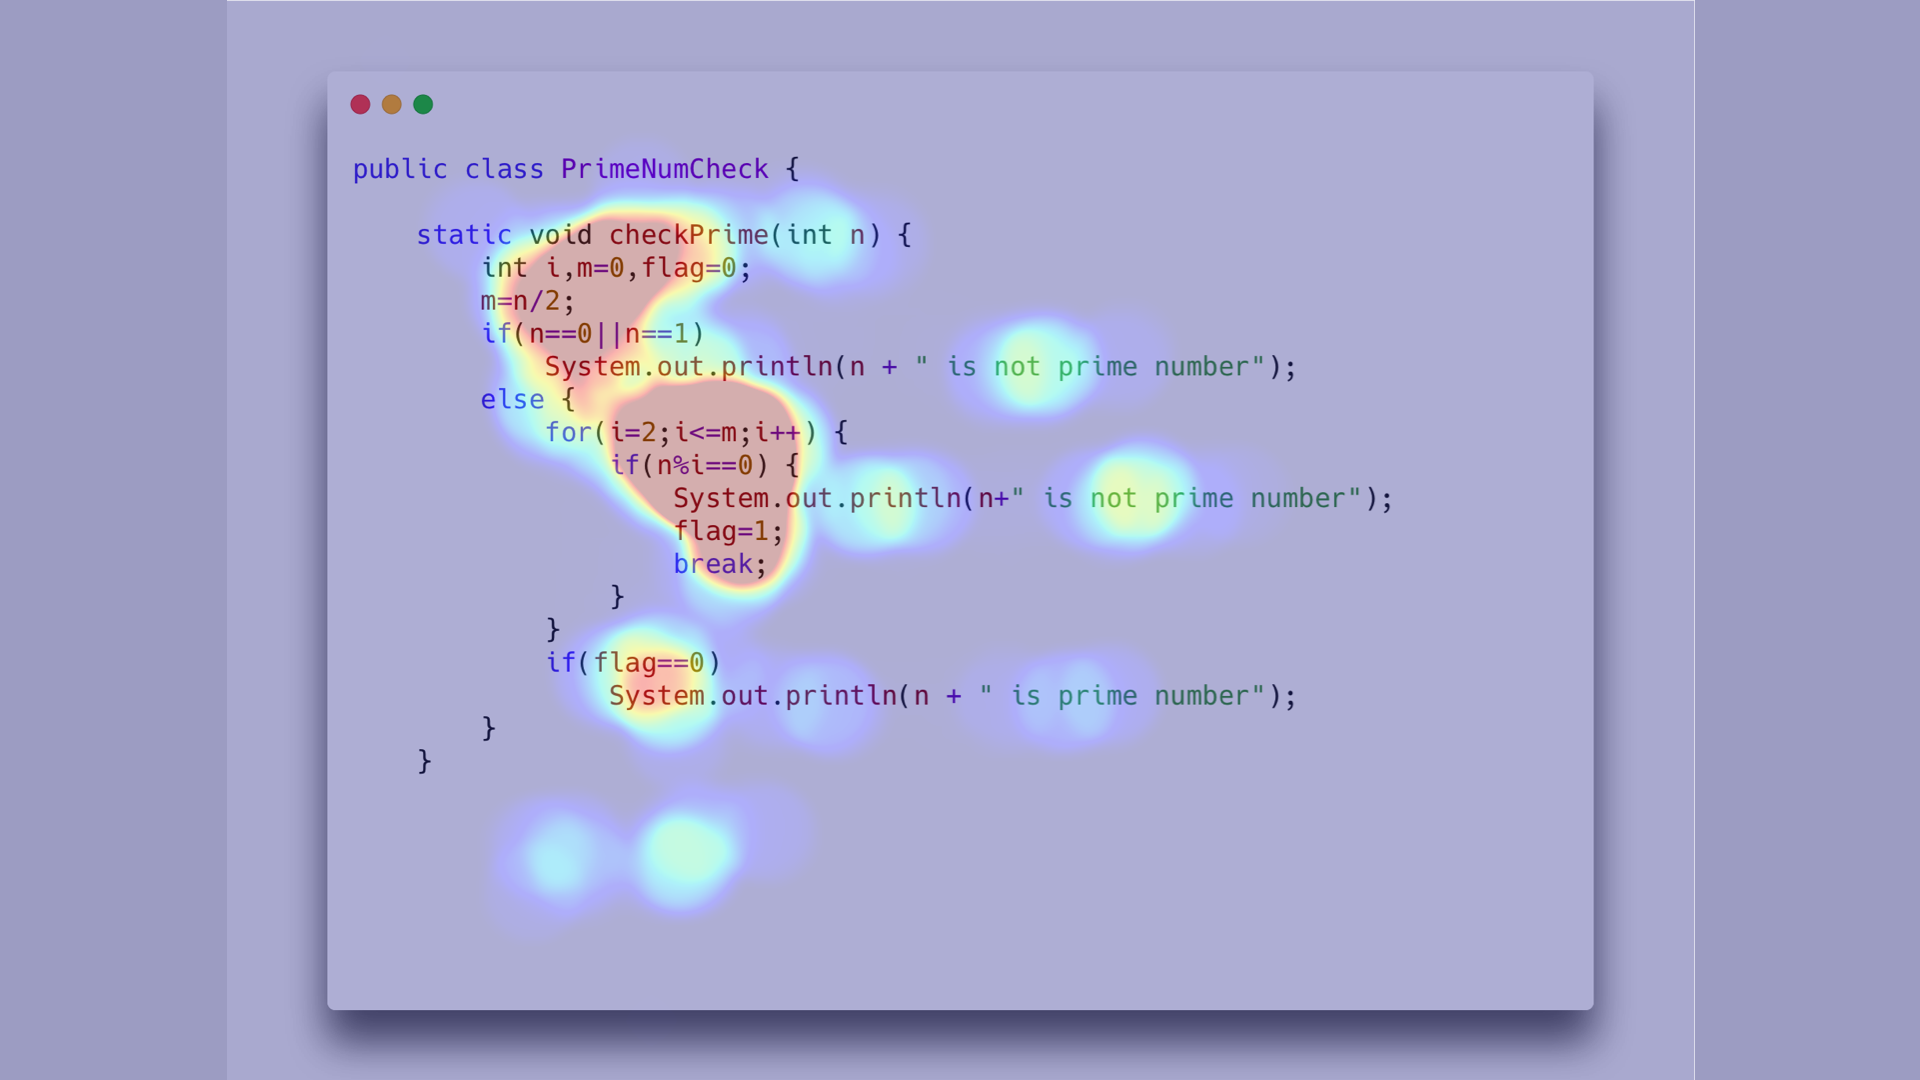 public class PrimeNumCheck {
static void checkPrime(int n) {
int i,m=0,flag=0;
m=n/2;
if(n==0||n==1)
System.out.println(n + " is not prime number");
else {
for(i=2;i<=m;i++) {
if(n%i==0) {
System.out.println(n+" is not prime number");
flag=1;
break;
}
}
if(flag==0)
System.out.println(n + " is prime number");
}
}